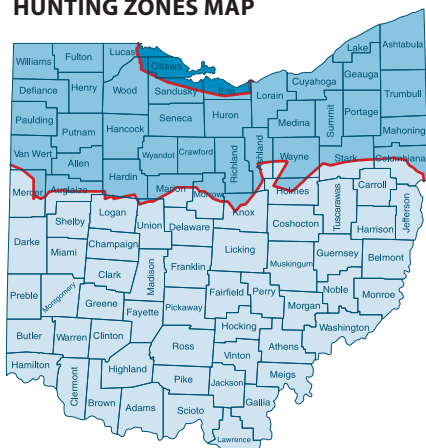 HUNTING ZONES MAP
Lucas
Ottawa
Lake
Ashtabula
Williams
Fulton
Geauga
Defiance
Henry
Wood
Sandusky
Erie
Lorain
Cuyahoga
Trumbull
Paulding
Putnam
Hancock
Seneca
Huron
Medina
Summit
Portage
Mahoning
Van Wert
Allen
Wyandot
Crawford
Richland
Ashland
Wayne
Stark
Columbiana
Hardin
Mercer
Auglaize
Marion
Morrow
Knox
Holmes
Tuscarawas
Carroll
Jefferson
Logan
Shelby
Union
Delaware
Coshocton
Harrison
Darke
Miami
Champaign
Licking
Muskingum
Guernsey
Belmont
Clark
Madison
Franklin
Preble
Montgomery
Greene
Fayette
Pickaway
Fairfield
Perry
Morgan
Noble
Monroe
Butler
Warren
Clinton
Ross
Hocking
Athens
Washington
Hamilton
Clermont
Highland
Vinton
Pike
Jackson
Meigs
Brown
Adams
Scioto
Gallia
Lawrence